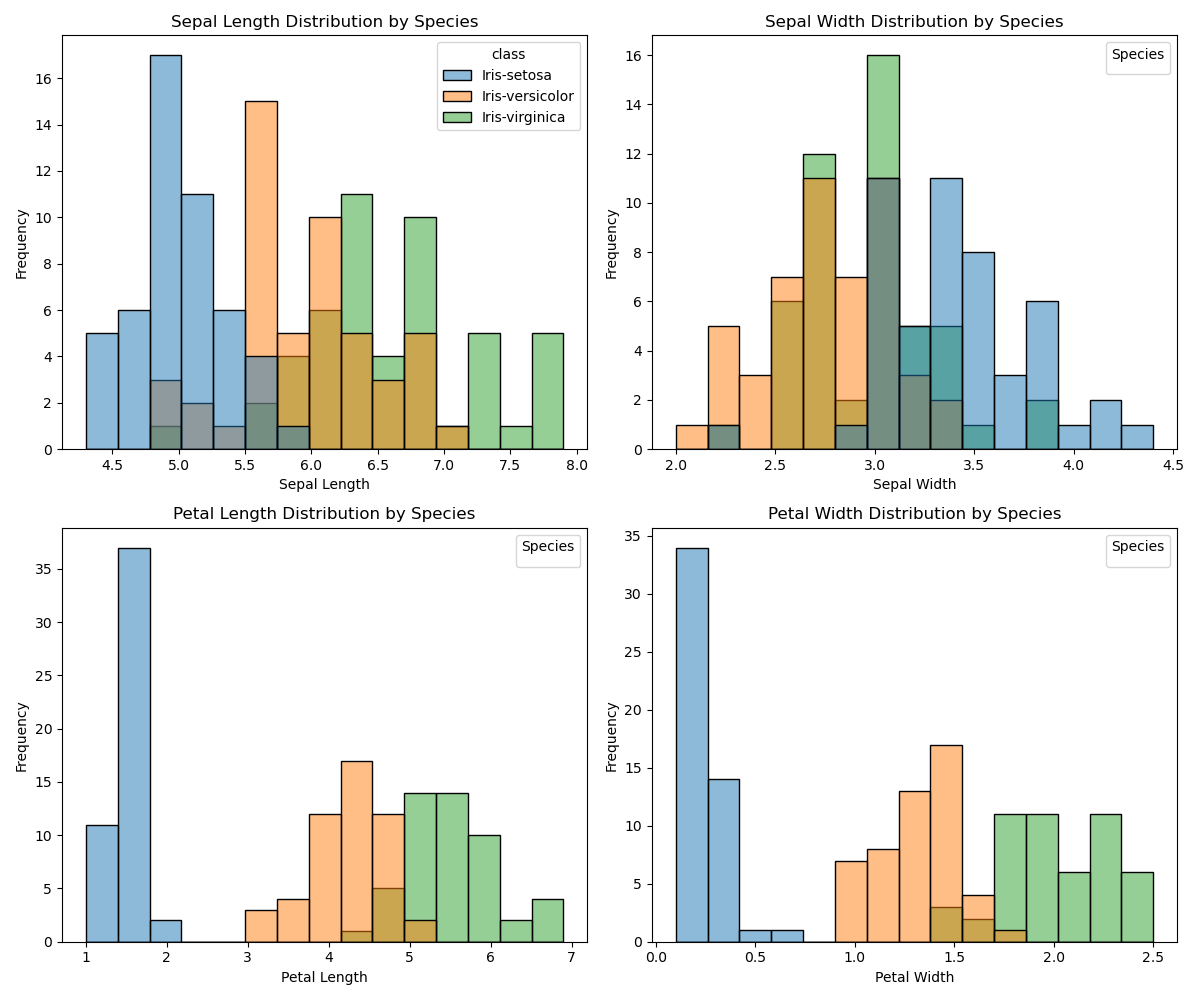 Sepal Length Distribution by Species
Frequency
16
14
12
10
8
6
4
2
0
4.5 5.0 5.5 6.0 6.5 7.0 7.5 8.0
Sepal Length
class
Iris-setosa
Iris-versicolor
Iris-virginica
Sepal Width Distribution by Species
Frequency
16
14
12
10
8
6
4
2
0
2.0 2.5 3.0 3.5 4.0 4.5
Sepal Width
Species
Petal Length Distribution by Species
Frequency
35
30
25
20
15
10
5
0
1 2 3 4 5 6 7
Petal Length
Species
Petal Width Distribution by Species
Frequency
35
30
25
20
15
10
5
0
0.0 0.5 1.0 1.5 2.0 2.5
Petal Width
Species